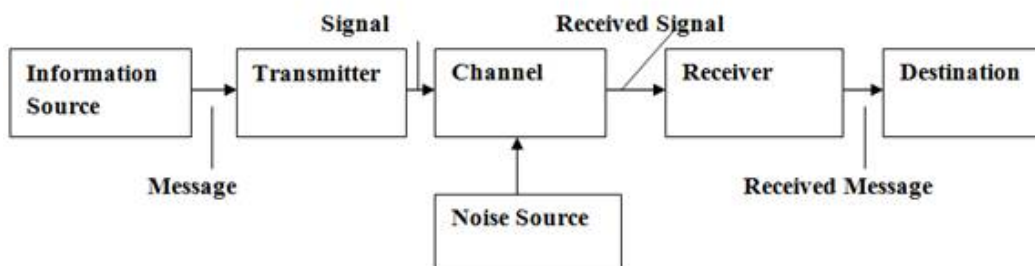 Signal
Received Signal
Information
Source
Transmitter
Channel
Receiver
Destination
Message
Received Message
Noise Source